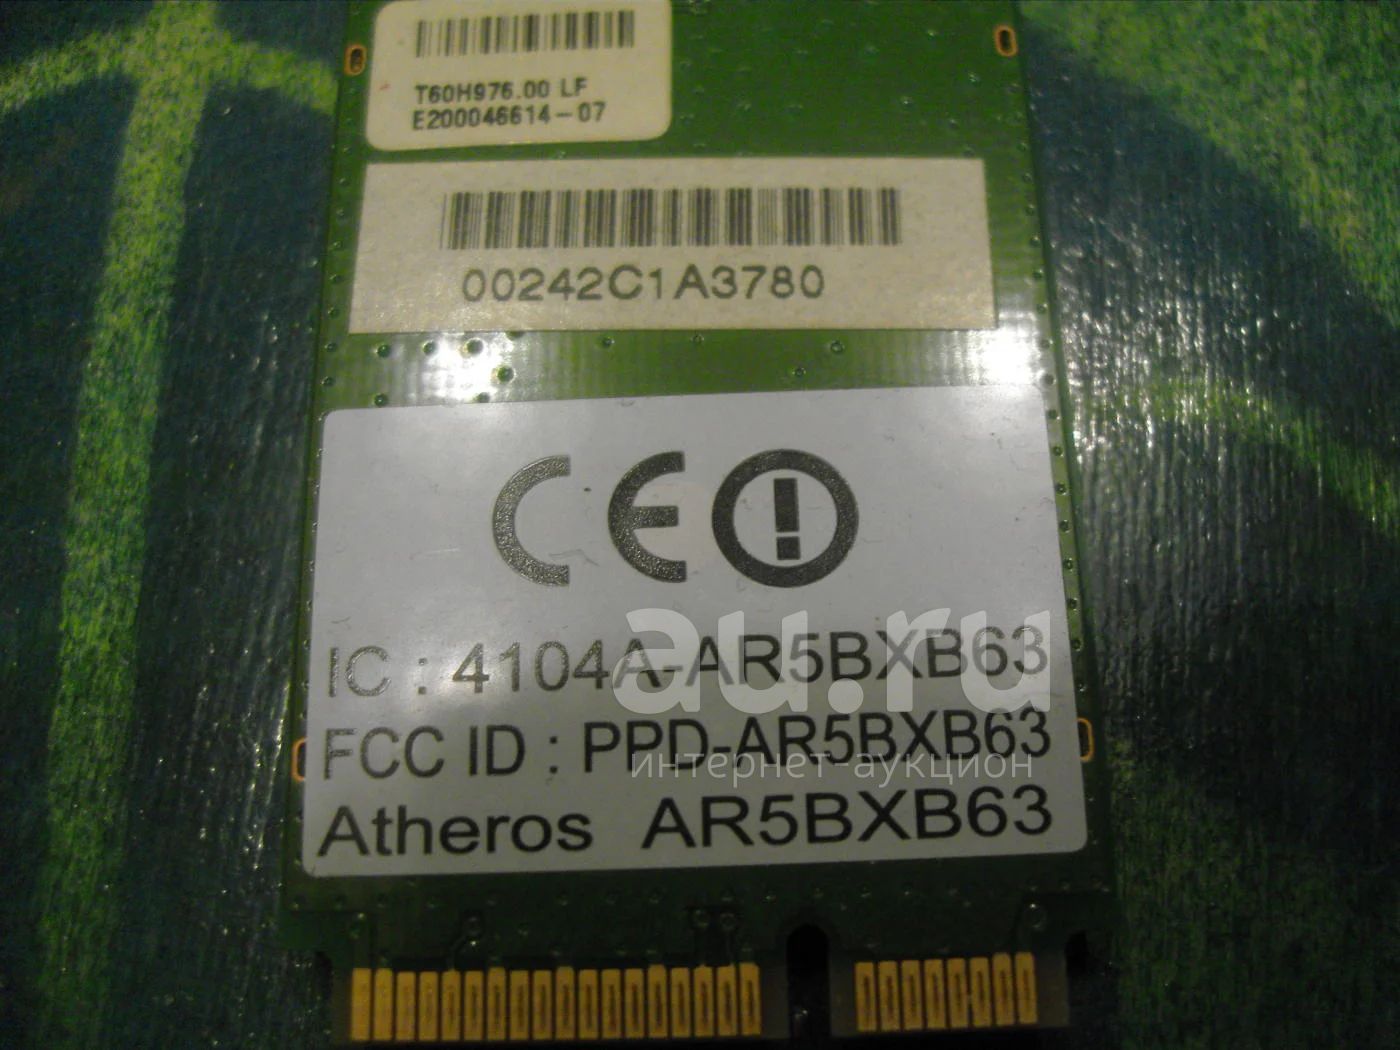 T60H976.00 LF
E200046614-07
00242C1A3780
CE
IC : 4104A-AR5BXB63
FCC ID : PPD-AR5BXB63
Atheros AR5BXB63
au.ru
интернет-аукцион